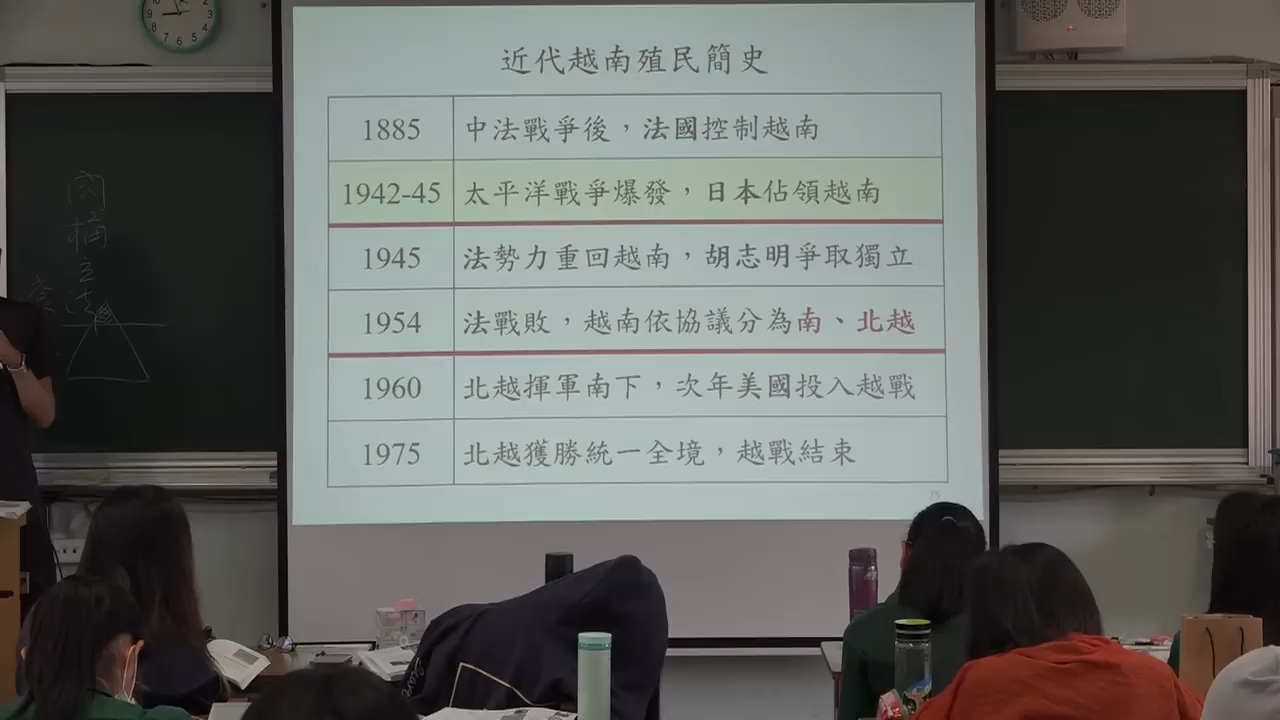 近代越南殖民簡史
1885 中法戰爭後，法國控制越南
1942-45 太平洋戰爭爆發，日本佔領越南
1945 法勢力重回越南，胡志明爭取獨立
1954 法戰敗，越南依協議分為南、北越
1960 北越揮軍南下，次年美國投入越戰
1975 北越獲勝統一全境，越戰結束